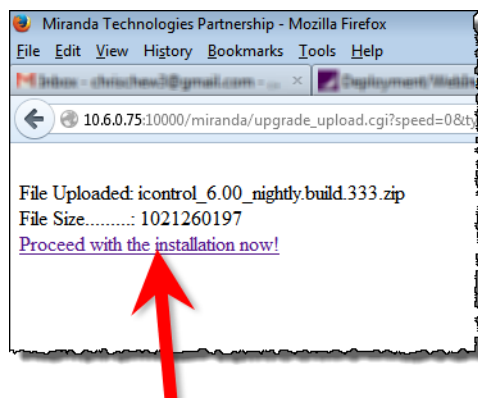 Miranda Technologies Partnership - Mozilla Firefox
File Edit View History Bookmarks Tools Help
10.6.0.75:10000/miranda/upgrade_upload.cgi?speed=0&ty
File Uploaded: icontrol_6.00_nightly.build.333.zip
File Size.........: 1021260197
Proceed with the installation now!